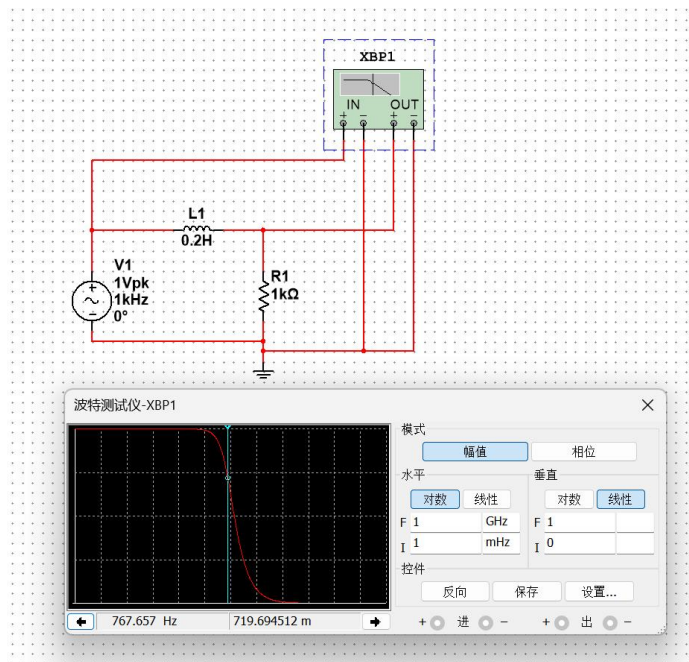 XBP1
IN OUT
+ − + −
L1
0.2H
V1
1Vpk
1kHz
0°
R1
1kΩ
波特测试仪-XBP1
模式
幅值 相位
水平 垂直
对数 线性 对数 线性
F 1 GHz F 1
I 1 mHz I 0
控件
反向 保存 设置...
767.657 Hz 719.694512 m
+ 进 − + 出 −